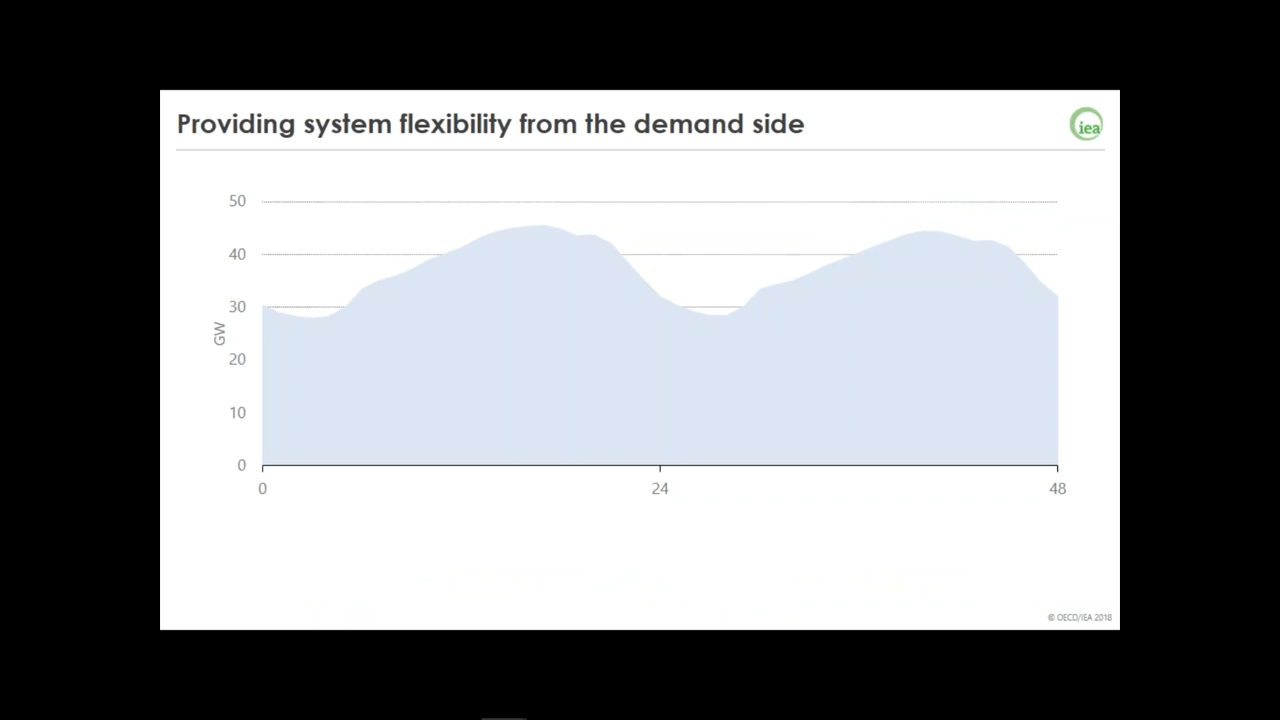 Providing system flexibility from the demand side
iea
50
40
30
GW
20
10
0
0 24 48
© OECD/IEA 2018